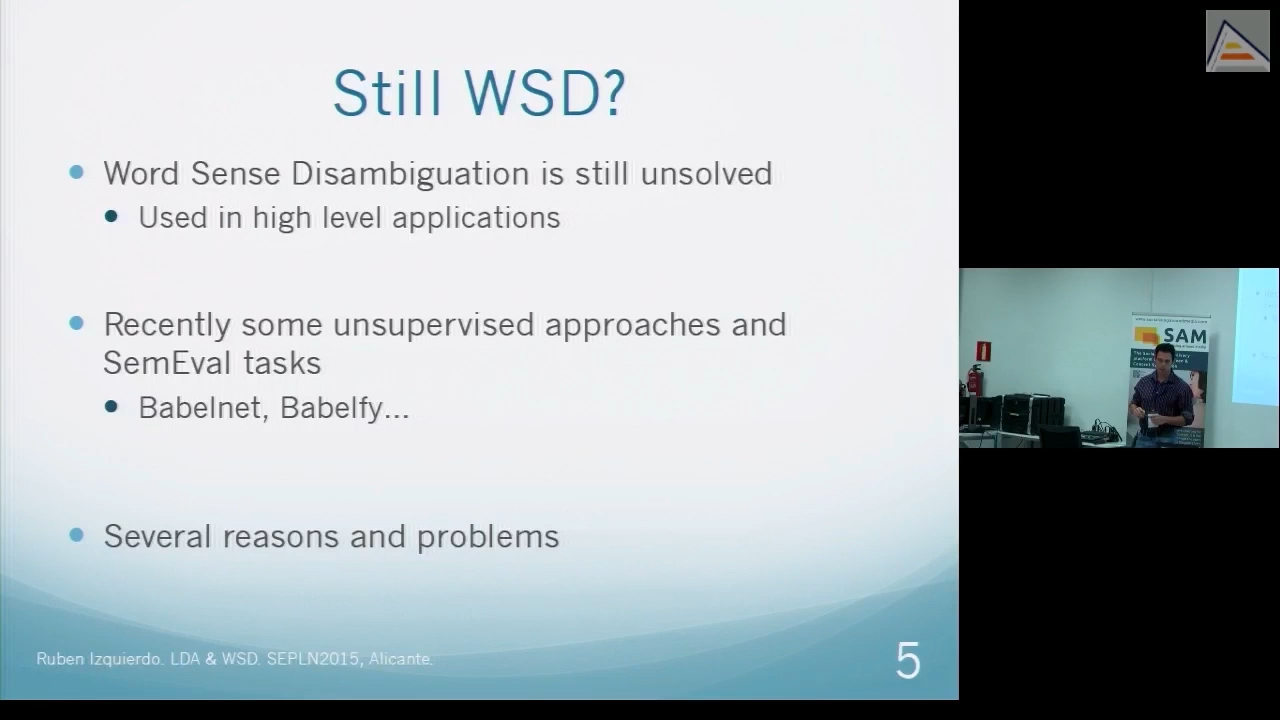 Still WSD?
Word Sense Disambiguation is still unsolved
Used in high level applications
Recently some unsupervised approaches and
SemEval tasks
Babelnet, Babelfy...
Several reasons and problems
Ruben Izquierdo. LDA & WSD. SEPLN2015, Alicante.
5
SAM